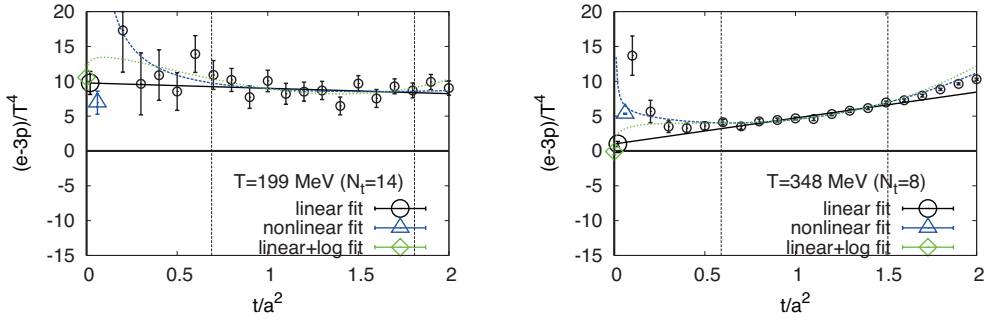 (e-3p)/T⁴
20
15
10
5
0
-5
-10
-15
T=199 MeV (Nₜ=14)
linear fit
nonlinear fit
linear+log fit
0 0.5 1 1.5 2
t/a²
(e-3p)/T⁴
20
15
10
5
0
-5
-10
-15
T=348 MeV (Nₜ=8)
linear fit
nonlinear fit
linear+log fit
0 0.5 1 1.5 2
t/a²